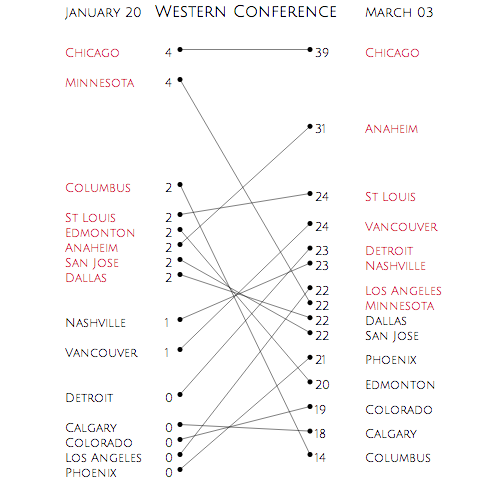 January 20 Western Conference March 03
Chicago 4 39 Chicago
Minnesota 4
31 Anaheim
Columbus 2
24 St Louis
St Louis 2
24 Vancouver
Edmonton 2
Anaheim 2
23 Detroit
San Jose 2
23 Nashville
Dallas 2
22 Los Angeles
22 Minnesota
Nashville 1
22 Dallas
22 San Jose
Vancouver 1
21 Phoenix
20 Edmonton
Detroit 0
19 Colorado
Calgary 0
18 Calgary
Colorado 0
Los Angeles 0
14 Columbus
Phoenix 0